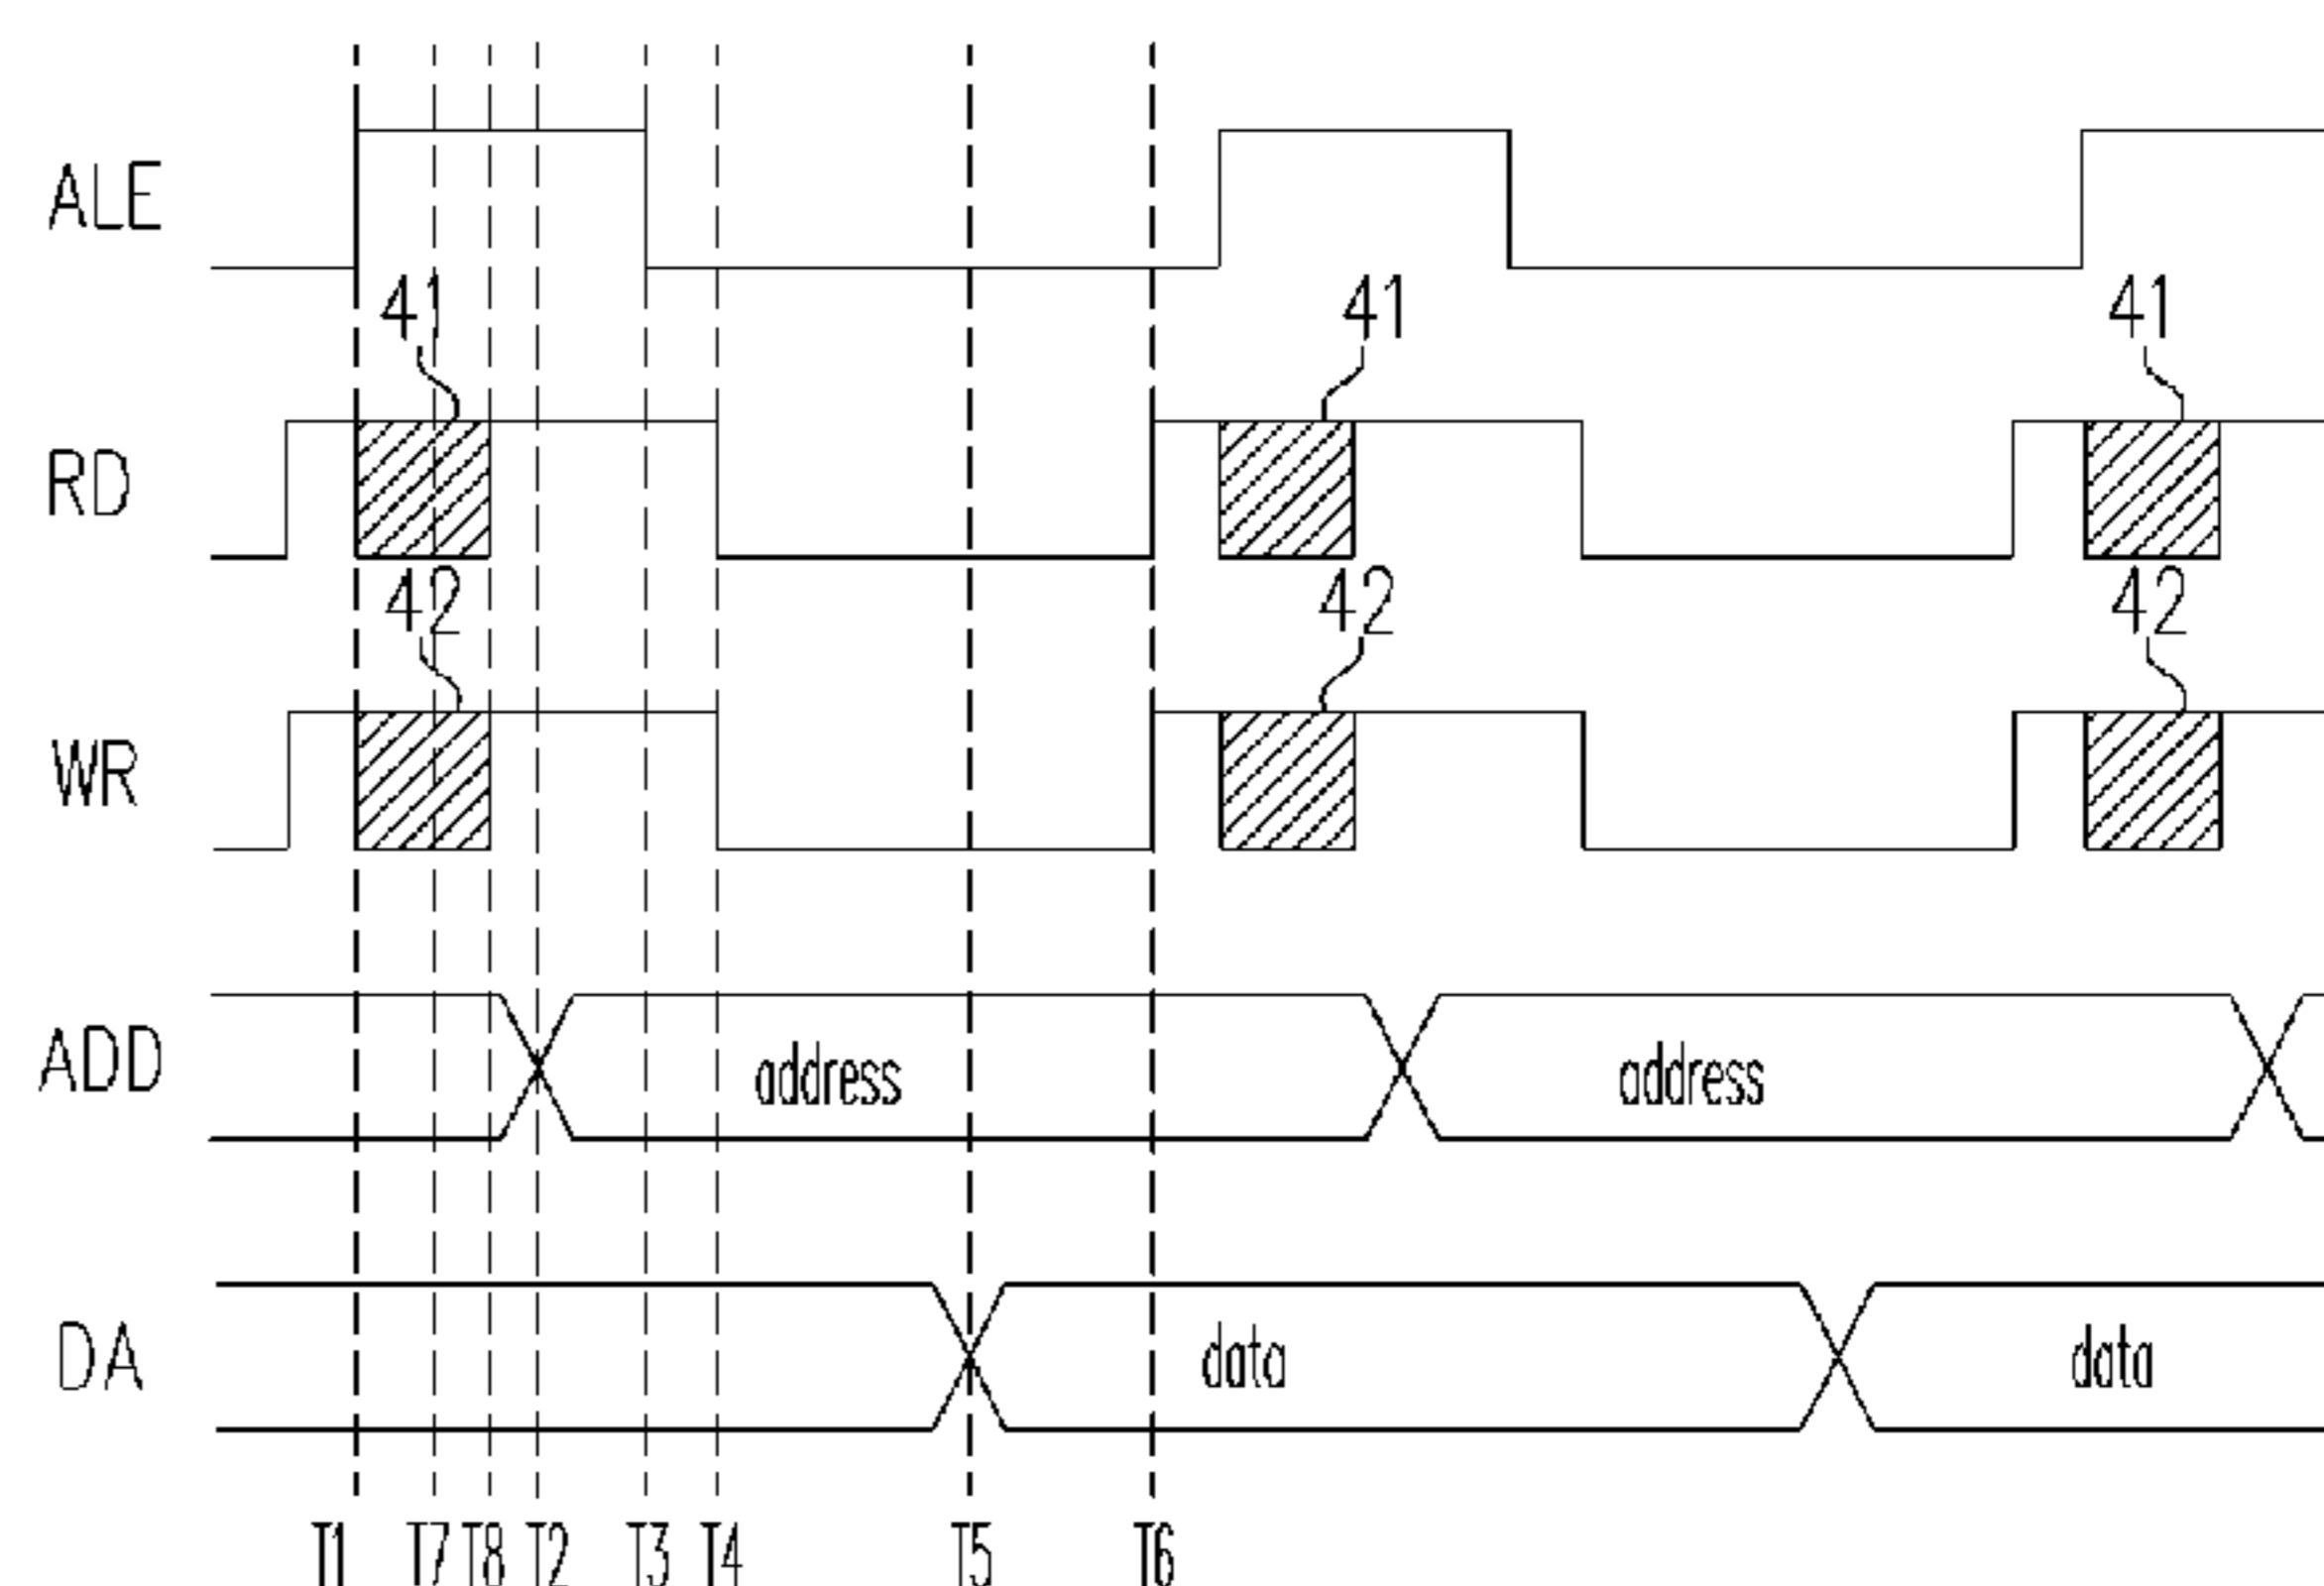 ALE
41 41 41
RD
42 42 42
WR
ADD address address
DA data data
T1 T7 T8 T2 T3 T4 T5 T6